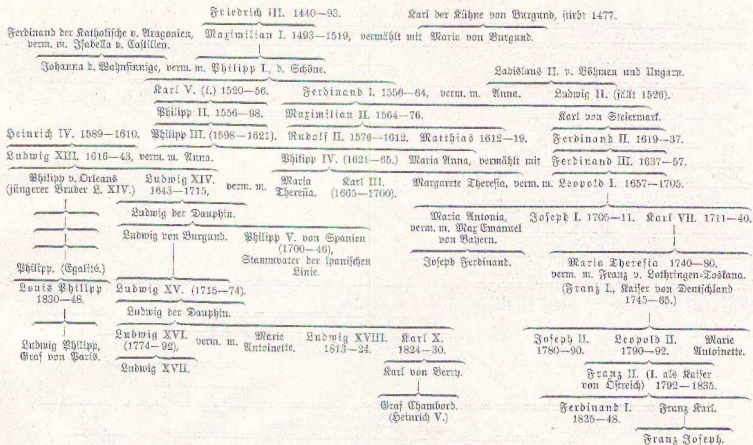 Friedrich III. 1440—93. Karl der Kühne von Burgund, stirbt 1477.
Ferdinand der Katholische v. Aragonien,
verm. m. Isabella v. Castilien.
Maximilian I. 1493—1519, vermählt mit Maria von Burgund.
Johanna d. Wahnsinnige, verm. m. Philipp I., d. Schöne. Ladislaus II. v. Böhmen und Ungarn.
Karl V. (I.) 1520—56. Ferdinand I. 1556—64, verm. m. Anna. Ludwig II. (fällt 1526).
Philipp II. 1556—98. Maximilian II. 1564—76. Karl von Steiermark.
Heinrich IV. 1589—1610. Philipp III. (1598—1621). Rudolf II. 1576—1612. Matthias 1612—19. Ferdinand II. 1619—37.
Ludwig XIII. 1616—43, verm. m. Anna. Philipp IV. (1621—65.) Maria Anna, vermählt mit Ferdinand III. 1637—57.
Philipp v. Orleans
(jüngerer Bruder L. XIV.)
Ludwig XIV.
1643—1715,
verm. m.
Maria
Theresia.
Karl III.
(1665—1700).
Margarete Theresia, verm. m. Leopold I. 1657—1705.
Ludwig der Dauphin.
Maria Antonia,
verm. m. Max Emanuel
von Bayern.
Joseph I. 1705—11. Karl VII. 1711—40.
Ludwig von Burgund.
Philipp V. von Spanien
(1700—46),
Stammvater der spanischen
Linie.
Joseph Ferdinand.
Maria Theresia 1740—80.
verm. m. Franz v. Lothringen-Toskana.
(Franz I., Kaiser von Deutschland
1745—65.)
Philipp. (Egalité.)
Louis Philipp
1830—48.
Ludwig XV. (1715—74).
Ludwig der Dauphin.
Ludwig Philipp,
Graf von Paris.
Ludwig XVI.
(1774—92),
verm. m.
Marie
Antoinette.
Ludwig XVIII.
1813—24.
Karl X.
1824—30.
Joseph II.
1780—90.
Leopold II.
1790—92.
Marie
Antoinette.
Ludwig XVII.
Karl von Berry.
Franz II. (I. als Kaiser
von Östreich) 1792—1835.
Graf Chambord.
(Heinrich V.)
Ferdinand I.
1835—48.
Franz Karl.
Franz Joseph.